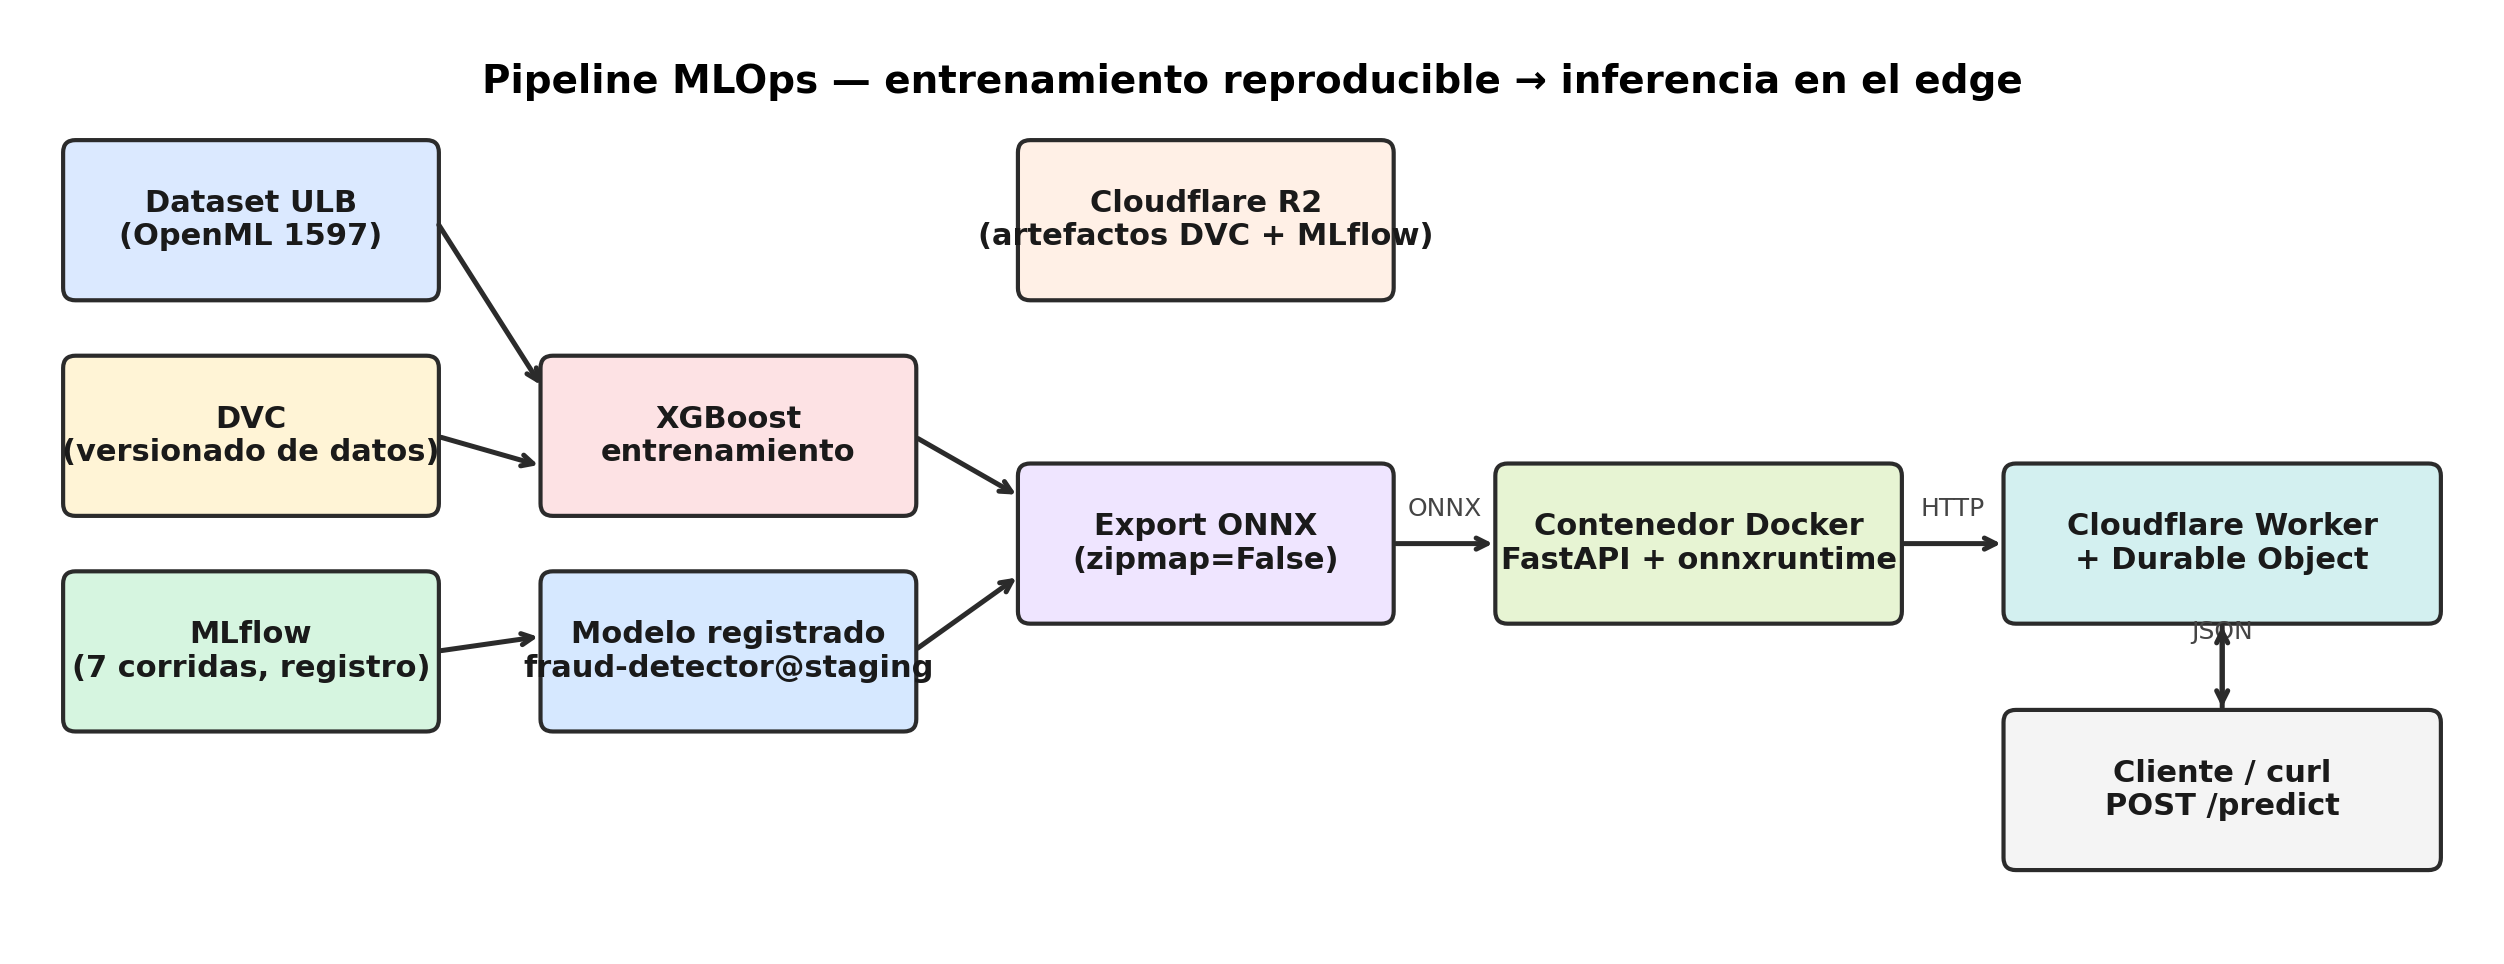 Pipeline MLOps — entrenamiento reproducible → inferencia en el edge
Dataset ULB
(OpenML 1597)
Cloudflare R2
(artefactos DVC + MLflow)
DVC
(versionado de datos)
XGBoost
entrenamiento
MLflow
(7 corridas, registro)
Modelo registrado
fraud-detector@staging
Export ONNX
(zipmap=False)
ONNX
Contenedor Docker
FastAPI + onnxruntime
HTTP
Cloudflare Worker
+ Durable Object
JSON
Cliente / curl
POST /predict